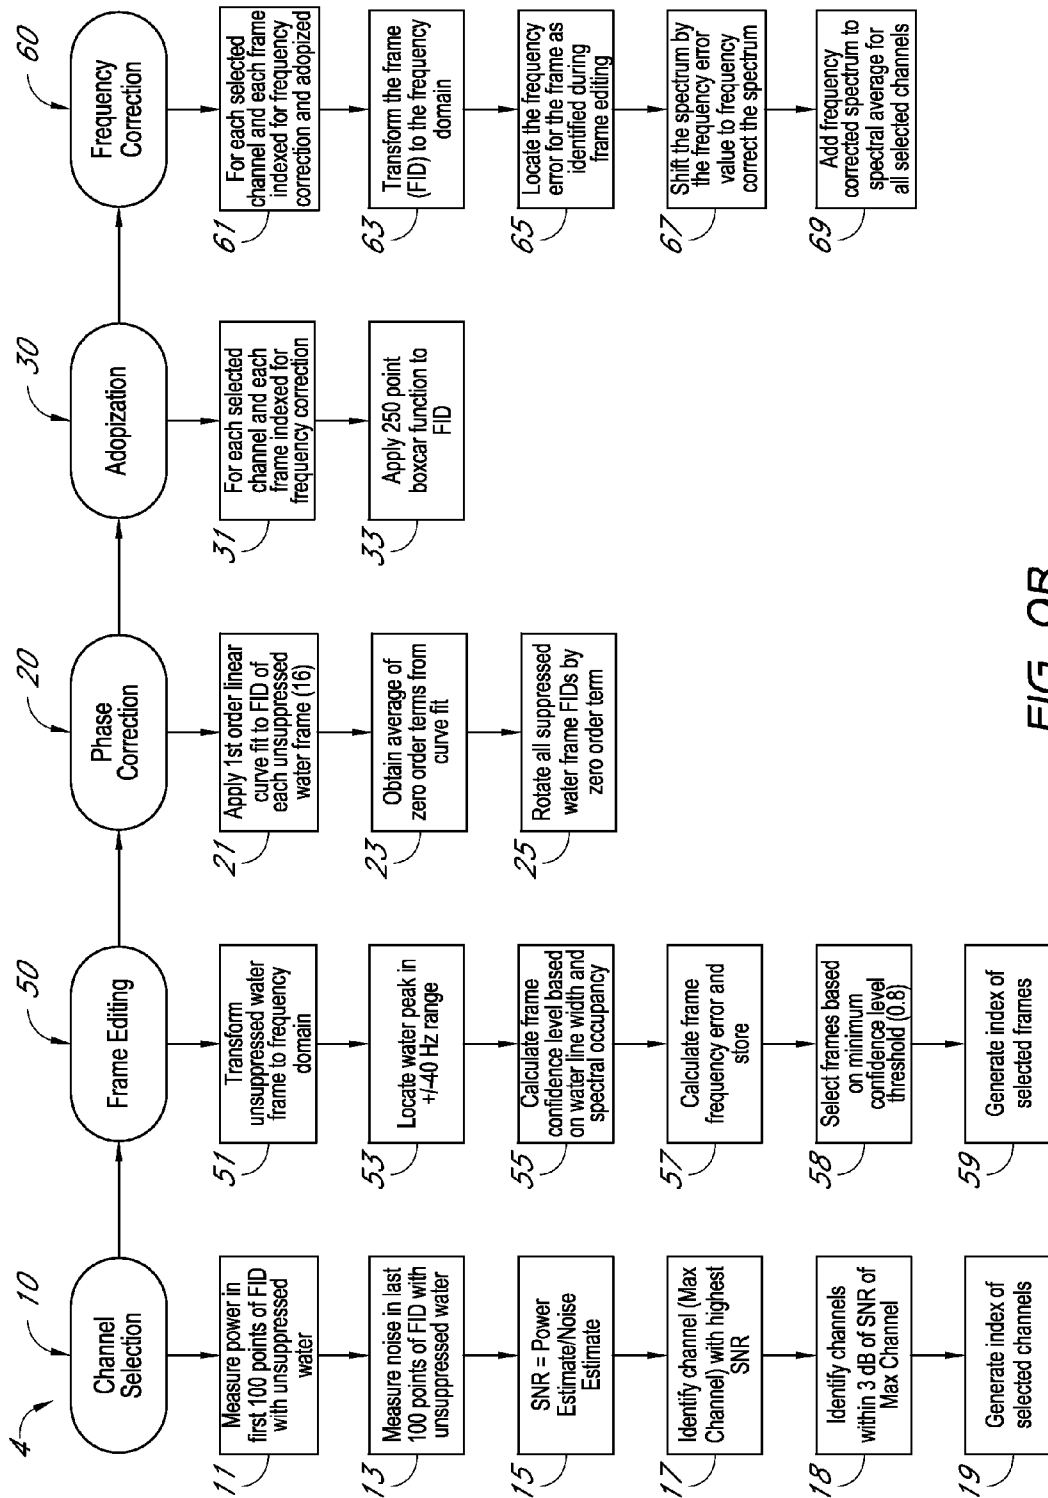 4
10
Channel
Selection
11
Measure power in
first 100 points of FID
with unsuppressed
water
13
Measure noise in last
100 points of FID with
unsuppressed water
15
SNR = Power
Estimate/Noise
Estimate
17
Identify channel (Max
Channel) with highest
SNR
18
Identify channels
within 3 dB of SNR of
Max Channel
19
Generate index of
selected channels
50
Frame Editing
51
Transform
unsuppressed water
frame to frequency
domain
53
Locate water peak in
+/-40 Hz range
55
Calculate frame
confidence level based
on water line width and
spectral occupancy
57
Calculate frame
frequency error and
store
58
Select frames based
on minimum
confidence level
threshold (0.8)
59
Generate index of
selected frames
20
Phase
Correction
21
Apply 1st order linear
curve fit to FID of
each unsuppressed
water frame (16)
23
Obtain average of
zero order terms from
curve fit
25
Rotate all suppressed
water frame FIDs by
zero order term
30
Adopization
31
For each selected
channel and each
frame indexed for
frequency correction
33
Apply 250 point
boxcar function to
FID
60
Frequency
Correction
61
For each selected
channel and each frame
indexed for frequency
correction and adopized
63
Transform the frame
(FID) to the frequency
domain
65
Locate the frequency
error for the frame as
identified during
frame editing
67
Shift the spectrum by
the frequency error
value to frequency
correct the spectrum
69
Add frequency
corrected spectrum to
spectral average for
all selected channels
FIG.